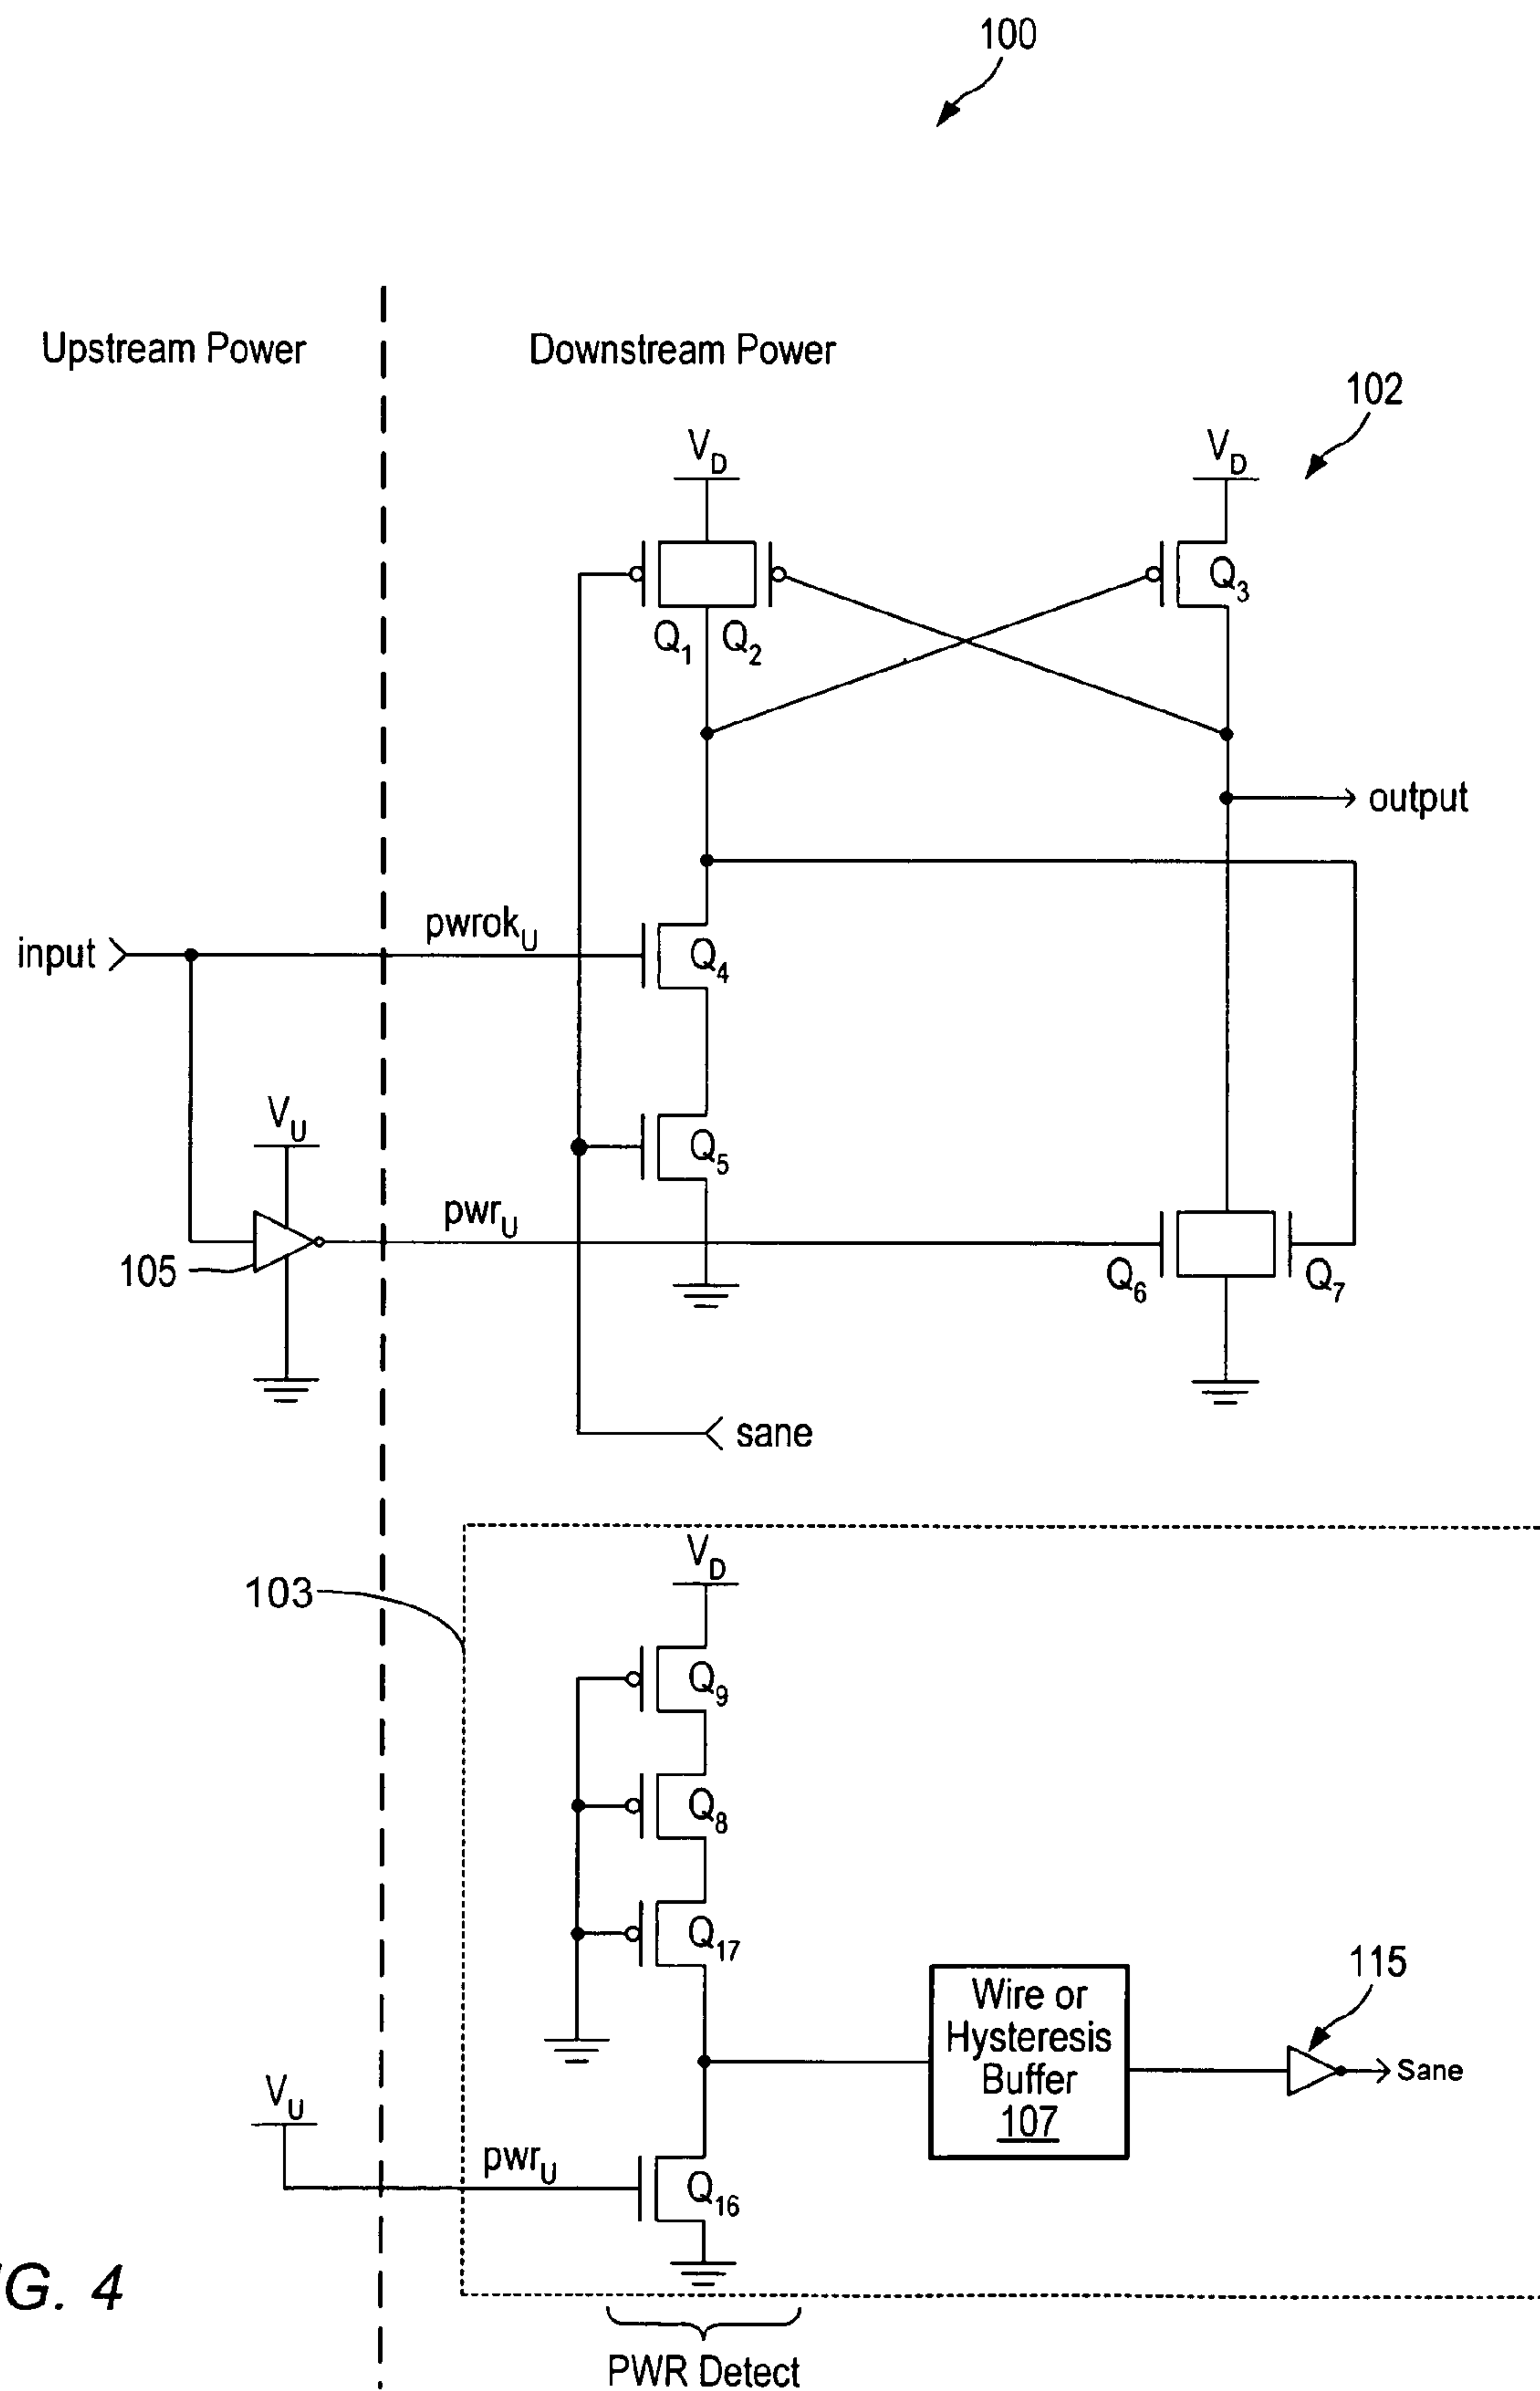 100
Upstream Power
Downstream Power
102
V_D
V_D
Q_1
Q_2
Q_3
output
input
pwrok_U
Q_4
V_U
Q_5
105
pwr_U
Q_6
Q_7
sane
V_D
103
Q_9
Q_8
Q_17
Wire or
Hysteresis
Buffer
107
115
Sane
V_U
pwr_U
Q_16
G. 4
PWR Detect